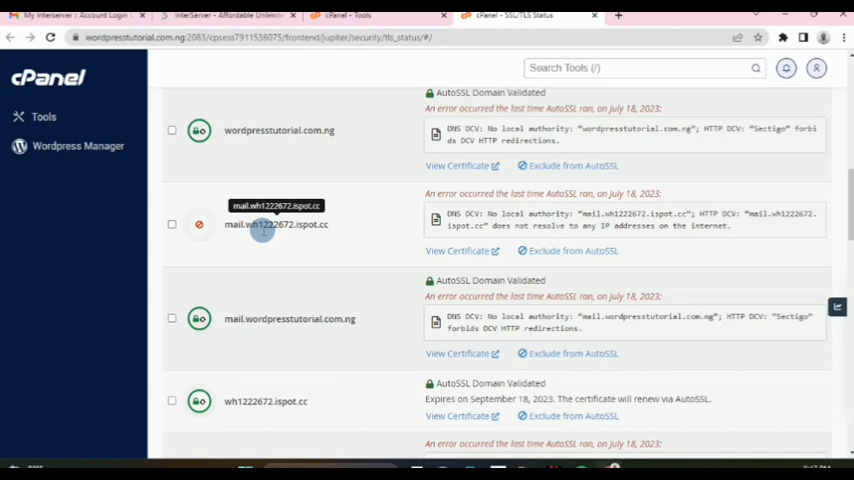 My Interserver :: Account Login
InterServer - Affordable Unlimite
cPanel - Tools
cPanel - SSL/TLS Status
wordpresstutorial.com.ng:2083/cpsess7911536075/frontend/jupiter/security/tls_status/#/
cPanel
Search Tools (/)
Tools
Wordpress Manager
AutoSSL Domain Validated
An error occurred the last time AutoSSL ran, on July 18, 2023:
wordpresstutorial.com.ng
DNS DCV: No local authority: “wordpresstutorial.com.ng”; HTTP DCV: “Sectigo” forbi
ds DCV HTTP redirections.
View Certificate
Exclude from AutoSSL
An error occurred the last time AutoSSL ran, on July 18, 2023:
mail.wh1222672.ispot.cc
mail.wh1222672.ispot.cc
DNS DCV: No local authority: “mail.wh1222672.ispot.cc”; HTTP DCV: “mail.wh1222672.
ispot.cc” does not resolve to any IP addresses on the internet.
View Certificate
Exclude from AutoSSL
AutoSSL Domain Validated
An error occurred the last time AutoSSL ran, on July 18, 2023:
mail.wordpresstutorial.com.ng
DNS DCV: No local authority: “mail.wordpresstutorial.com.ng”; HTTP DCV: “Sectigo”
forbids DCV HTTP redirections.
View Certificate
Exclude from AutoSSL
AutoSSL Domain Validated
wh1222672.ispot.cc
Expires on September 18, 2023. The certificate will renew via AutoSSL.
View Certificate
Exclude from AutoSSL
An error occurred the last time AutoSSL ran, on July 18, 2023: